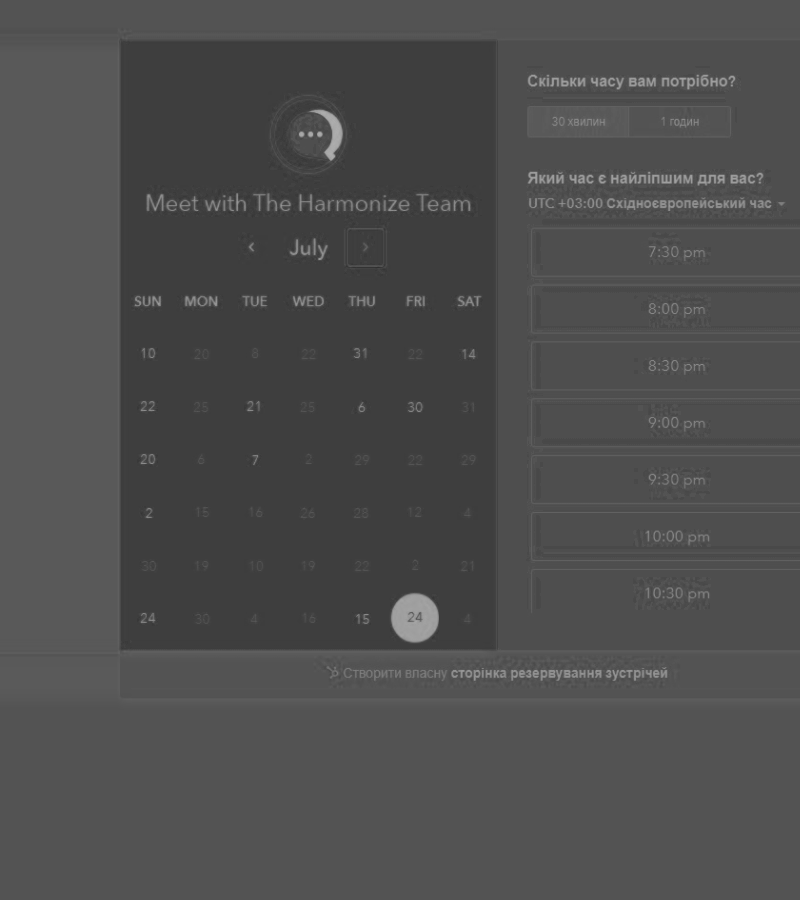 Meet with The Harmonize Team
July
SUN MON TUE WED THU FRI SAT
10 20 8 22 31 22 14
22 25 21 25 6 30 31
20 6 7 2 29 22 29
2 15 16 26 28 12 4
30 19 10 19 22 2 21
24 30 4 16 15 24 4
Скільки часу вам потрібно?
30 хвилин 1 годин
Який час є найліпшим для вас?
UTC +03:00 Східноєвропейський час
7:30 pm
8:00 pm
8:30 pm
9:00 pm
9:30 pm
10:00 pm
10:30 pm
Створити власну сторінка резервування зустрічей